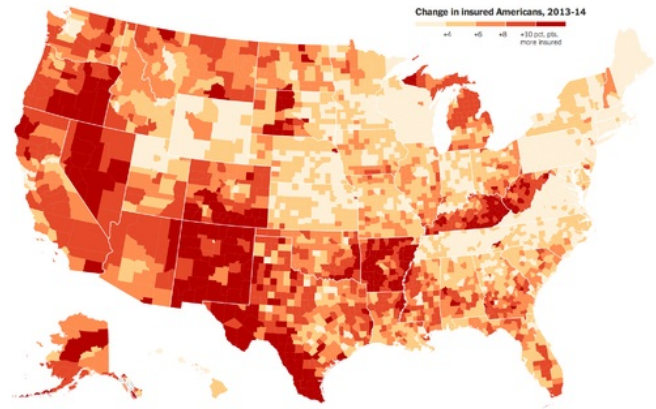 Change in insured Americans, 2013-14
+4 +6 +8 +10 pct. pts.
more insured